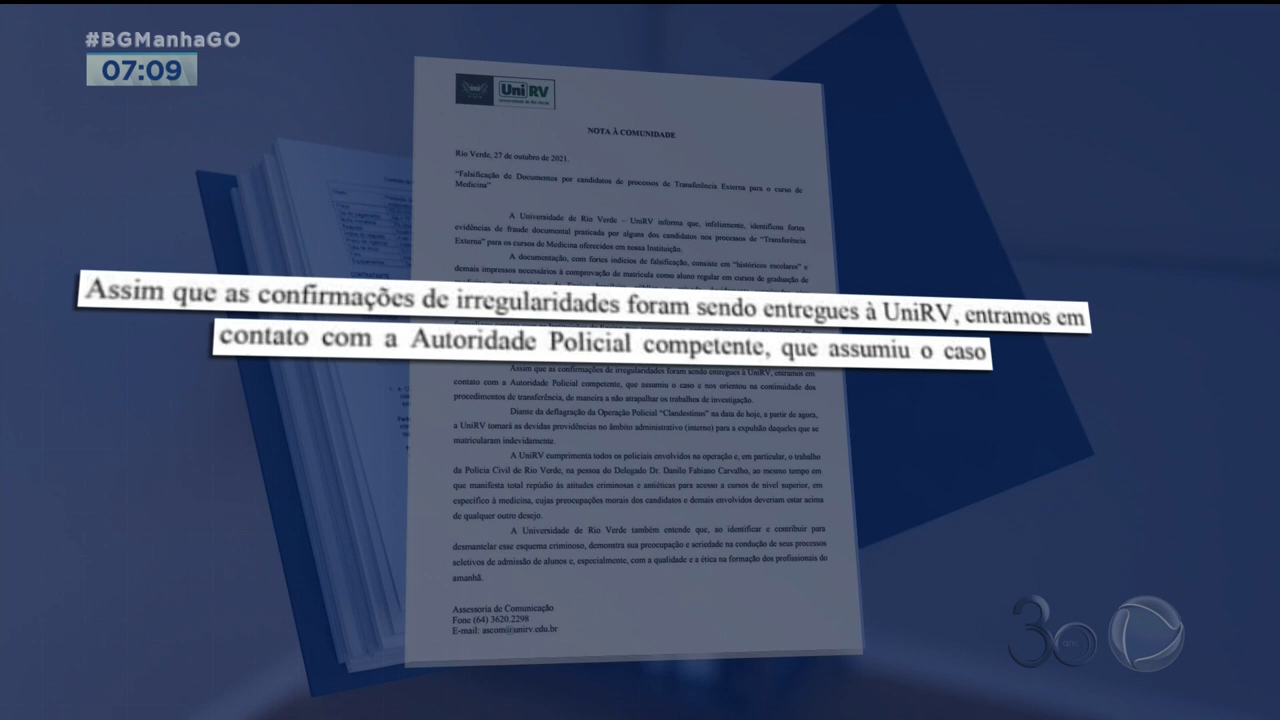 #BGManhaGO
07:09
UniRV
Universidade de Rio Verde
NOTA À COMUNIDADE
Rio Verde, 27 de outubro de 2021.
"Falsificação de Documentos por candidatos de processos de Transferência Externa para o curso de
Medicina"
A Universidade de Rio Verde – UniRV informa que, infelizmente, identificou fortes
evidências de fraude documental praticada por alguns dos candidatos nos processos de "Transferência
Externa" para os cursos de Medicina oferecidos em nossa Instituição.
A documentação, com fortes indícios de falsificação, consiste em "históricos escolares" e
demais impressos necessários à comprovação de matrícula como aluno regular em cursos de graduação de
Assim que as confirmações de irregularidades foram sendo entregues à UniRV, entramos em
contato com a Autoridade Policial competente, que assumiu o caso
Assim que as confirmações de irregularidades foram sendo entregues à UniRV, entramos em
contato com a Autoridade Policial competente, que assumiu o caso e nos orientou na continuidade dos
procedimentos de transferência, de maneira a não atrapalhar os trabalhos de investigação.
Diante da deflagração da Operação Policial "Clandestinus" na data de hoje, a partir de agora,
a UniRV tomará as devidas providências no âmbito administrativo (interno) para a expulsão daqueles que se
matricularam indevidamente.
A UniRV cumprimenta todos os policiais envolvidos na operação e, em particular, o trabalho
da Polícia Civil de Rio Verde, na pessoa do Delegado Dr. Danilo Fabiano Carvalho, ao mesmo tempo em
que manifesta total repúdio às atitudes criminosas e antiéticas para acesso a cursos de nível superior, em
específico à medicina, cujas preocupações morais dos candidatos e demais envolvidos deveriam estar acima
de qualquer outro desejo.
A Universidade de Rio Verde também entende que, ao identificar e contribuir para
desmantelar esse esquema criminoso, demonstra sua preocupação e seriedade na condução de seus processos
seletivos de admissão de alunos e, especialmente, com a qualidade e a ética na formação dos profissionais do
amanhã.
Assessoria de Comunicação
Fone (64) 3620.2298
E-mail: ascom@unirv.edu.br
CONTRATANTE
30
anos